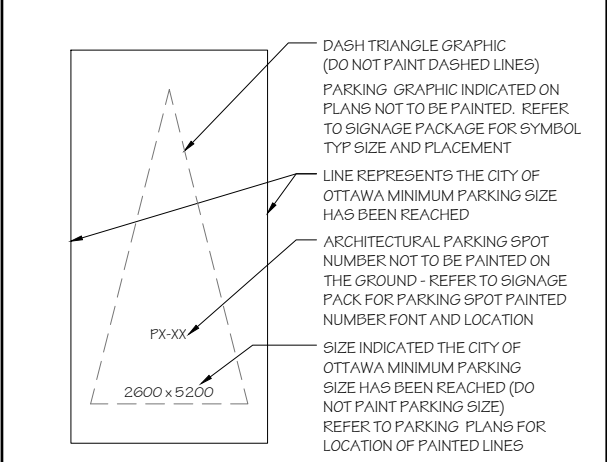 DASH TRIANGLE GRAPHIC
(DO NOT PAINT DASHED LINES)
PARKING GRAPHIC INDICATED ON
PLANS NOT TO BE PAINTED. REFER
TO SIGNAGE PACKAGE FOR SYMBOL
TYP SIZE AND PLACEMENT
LINE REPRESENTS THE CITY OF
OTTAWA MINIMUM PARKING SIZE
HAS BEEN REACHED
ARCHITECTURAL PARKING SPOT
NUMBER NOT TO BE PAINTED ON
THE GROUND - REFER TO SIGNAGE
PACK FOR PARKING SPOT PAINTED
NUMBER FONT AND LOCATION
PX-XX
SIZE INDICATED THE CITY OF
OTTAWA MINIMUM PARKING
SIZE HAS BEEN REACHED (DO
NOT PAINT PARKING SIZE)
REFER TO PARKING PLANS FOR
LOCATION OF PAINTED LINES
2600 x 5200